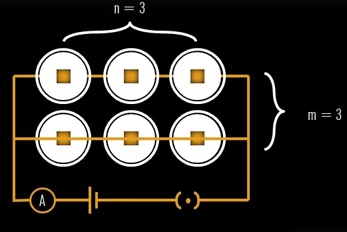 n = 3
m = 3
A